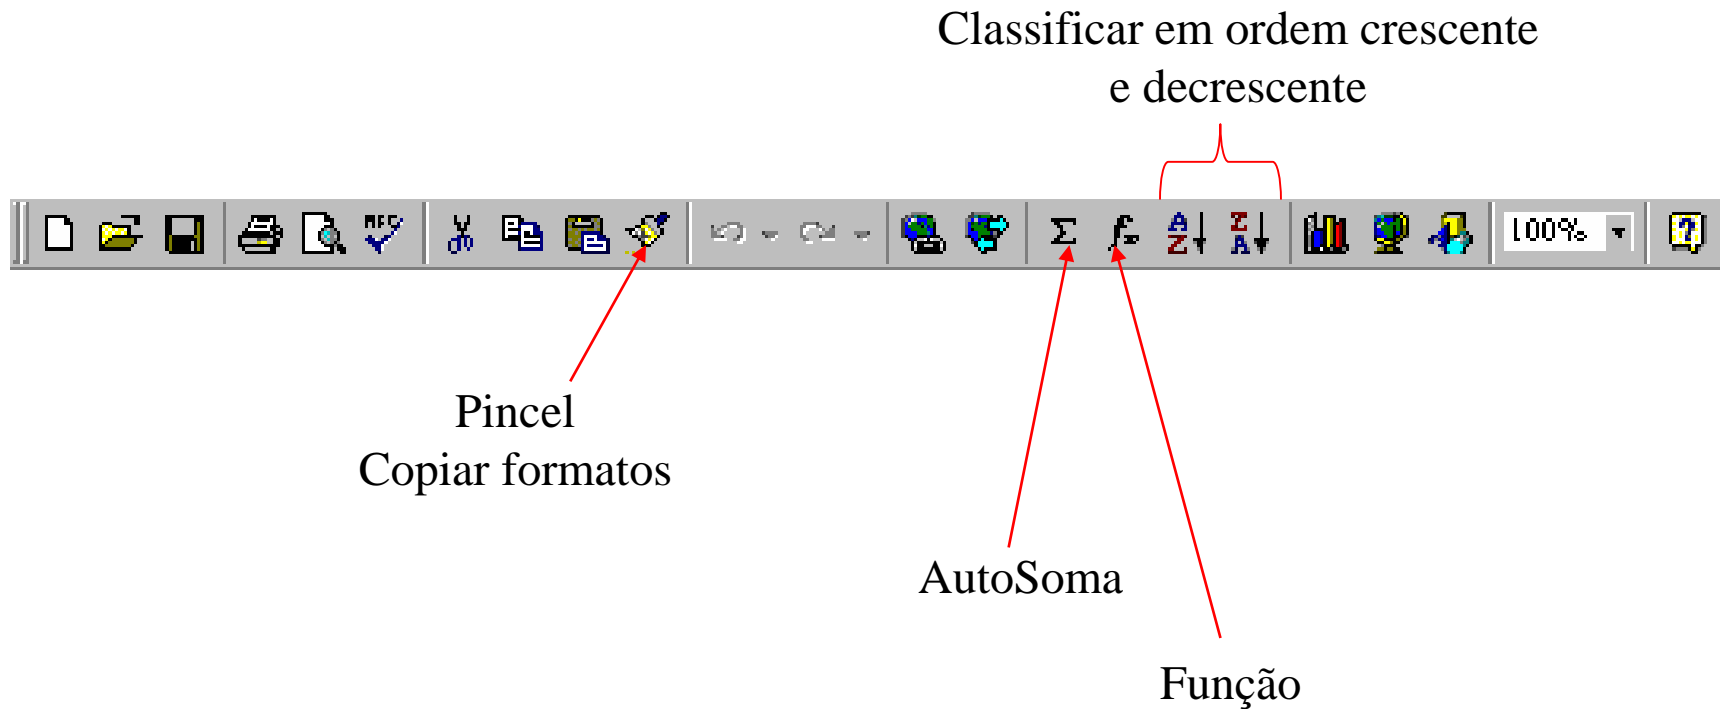 Classificar em ordem crescente
e decrescente
100%
Pincel
Copiar formatos
AutoSoma
Função